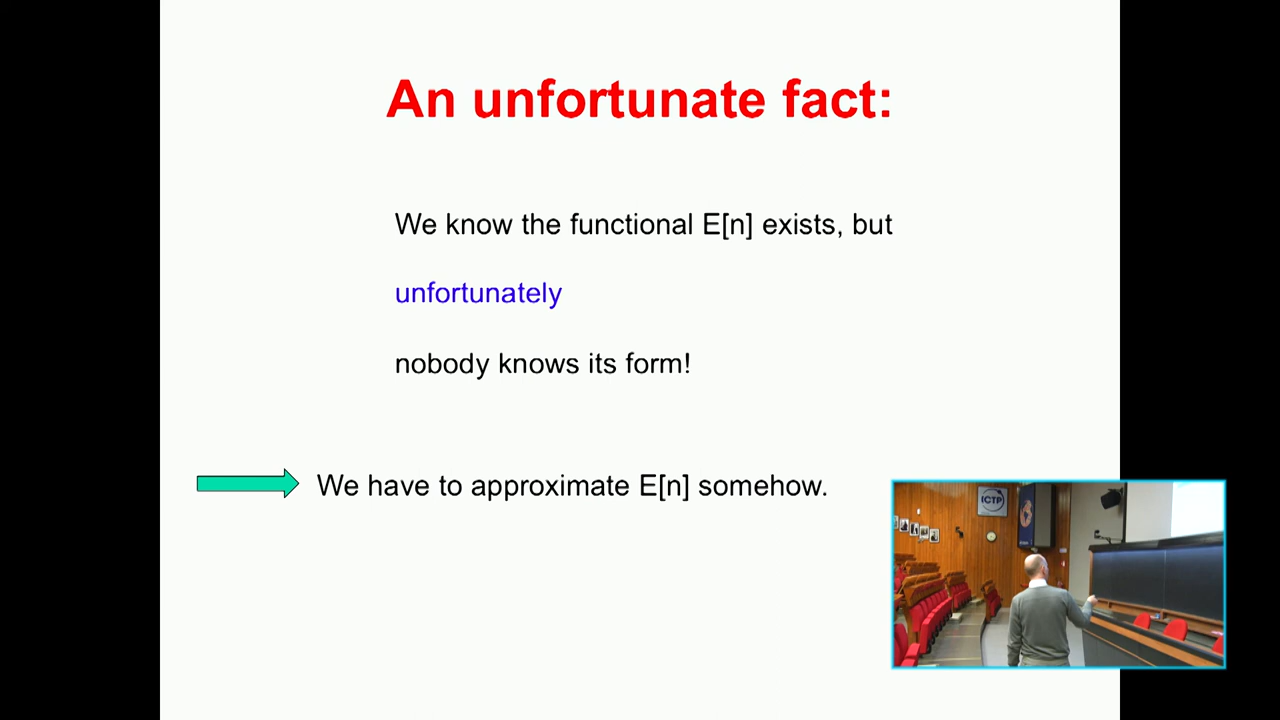 An unfortunate fact:
We know the functional E[n] exists, but
unfortunately
nobody knows its form!
We have to approximate E[n] somehow.
ICTP